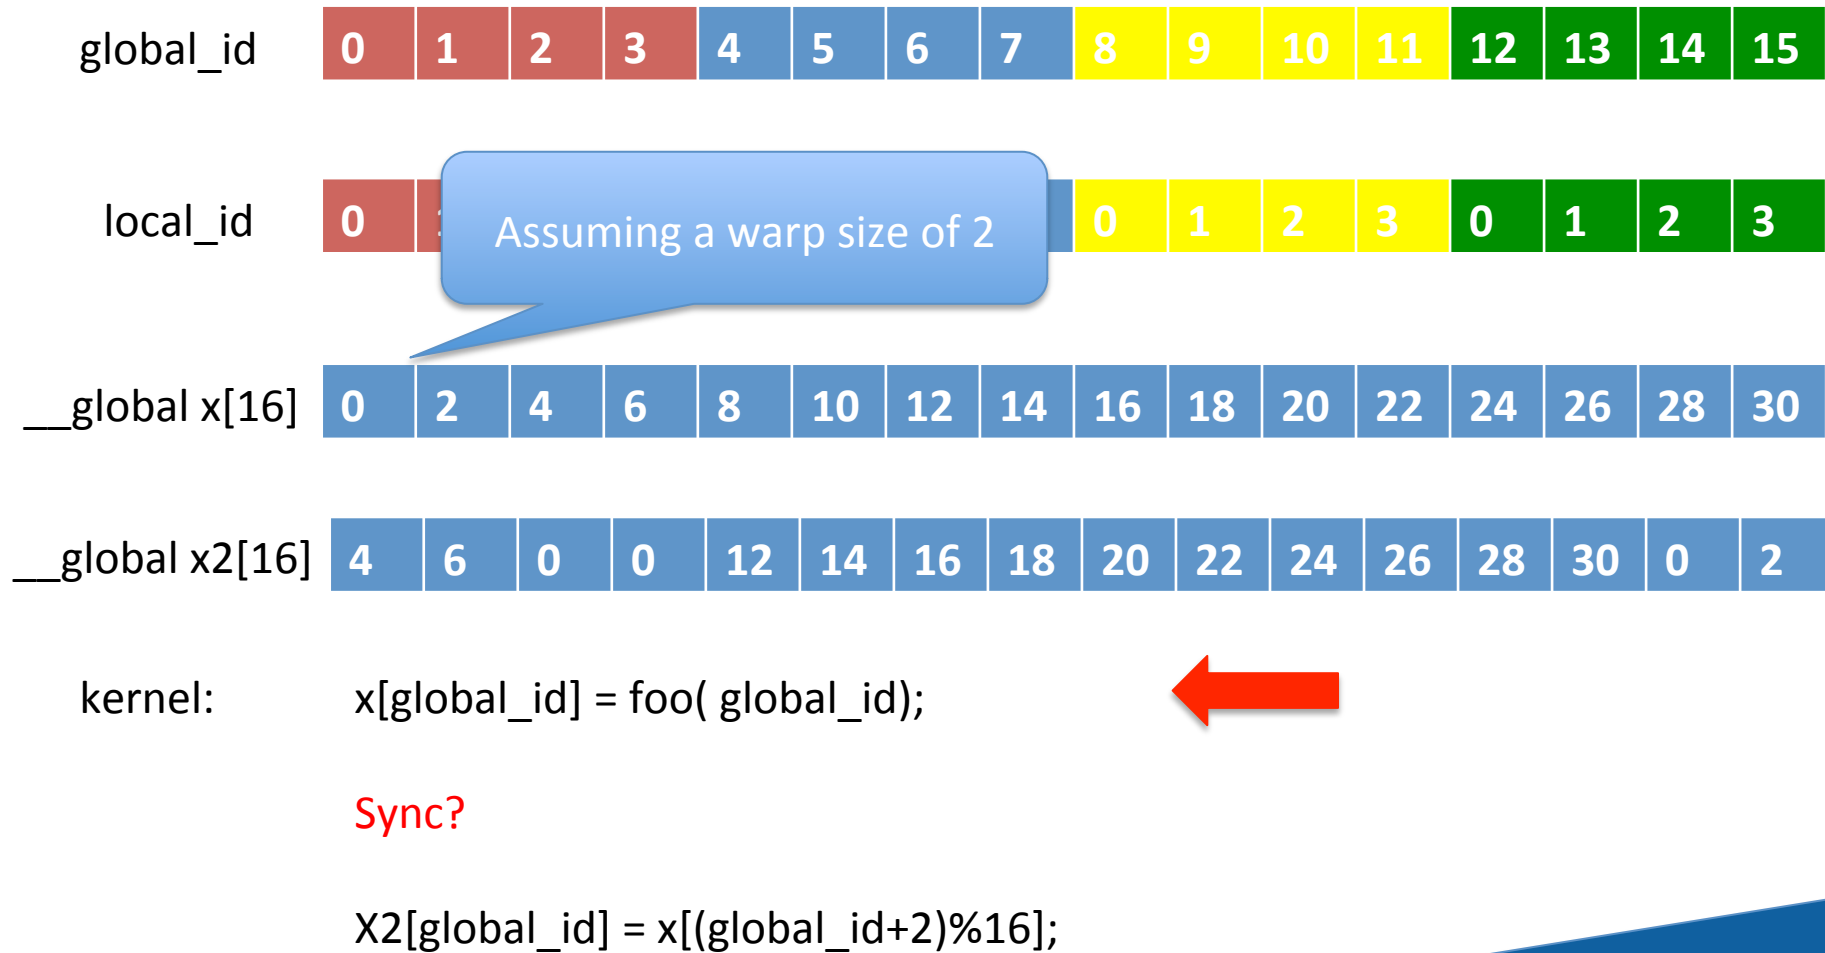 global_id 0 1 2 3 4 5 6 7 8 9 10 11 12 13 14 15
local_id 0 0 1 2 3 0 1 2 3
Assuming a warp size of 2
__global x[16] 0 2 4 6 8 10 12 14 16 18 20 22 24 26 28 30
__global x2[16] 4 6 0 0 12 14 16 18 20 22 24 26 28 30 0 2
kernel: x[global_id] = foo( global_id);
Sync?
X2[global_id] = x[(global_id+2)%16];